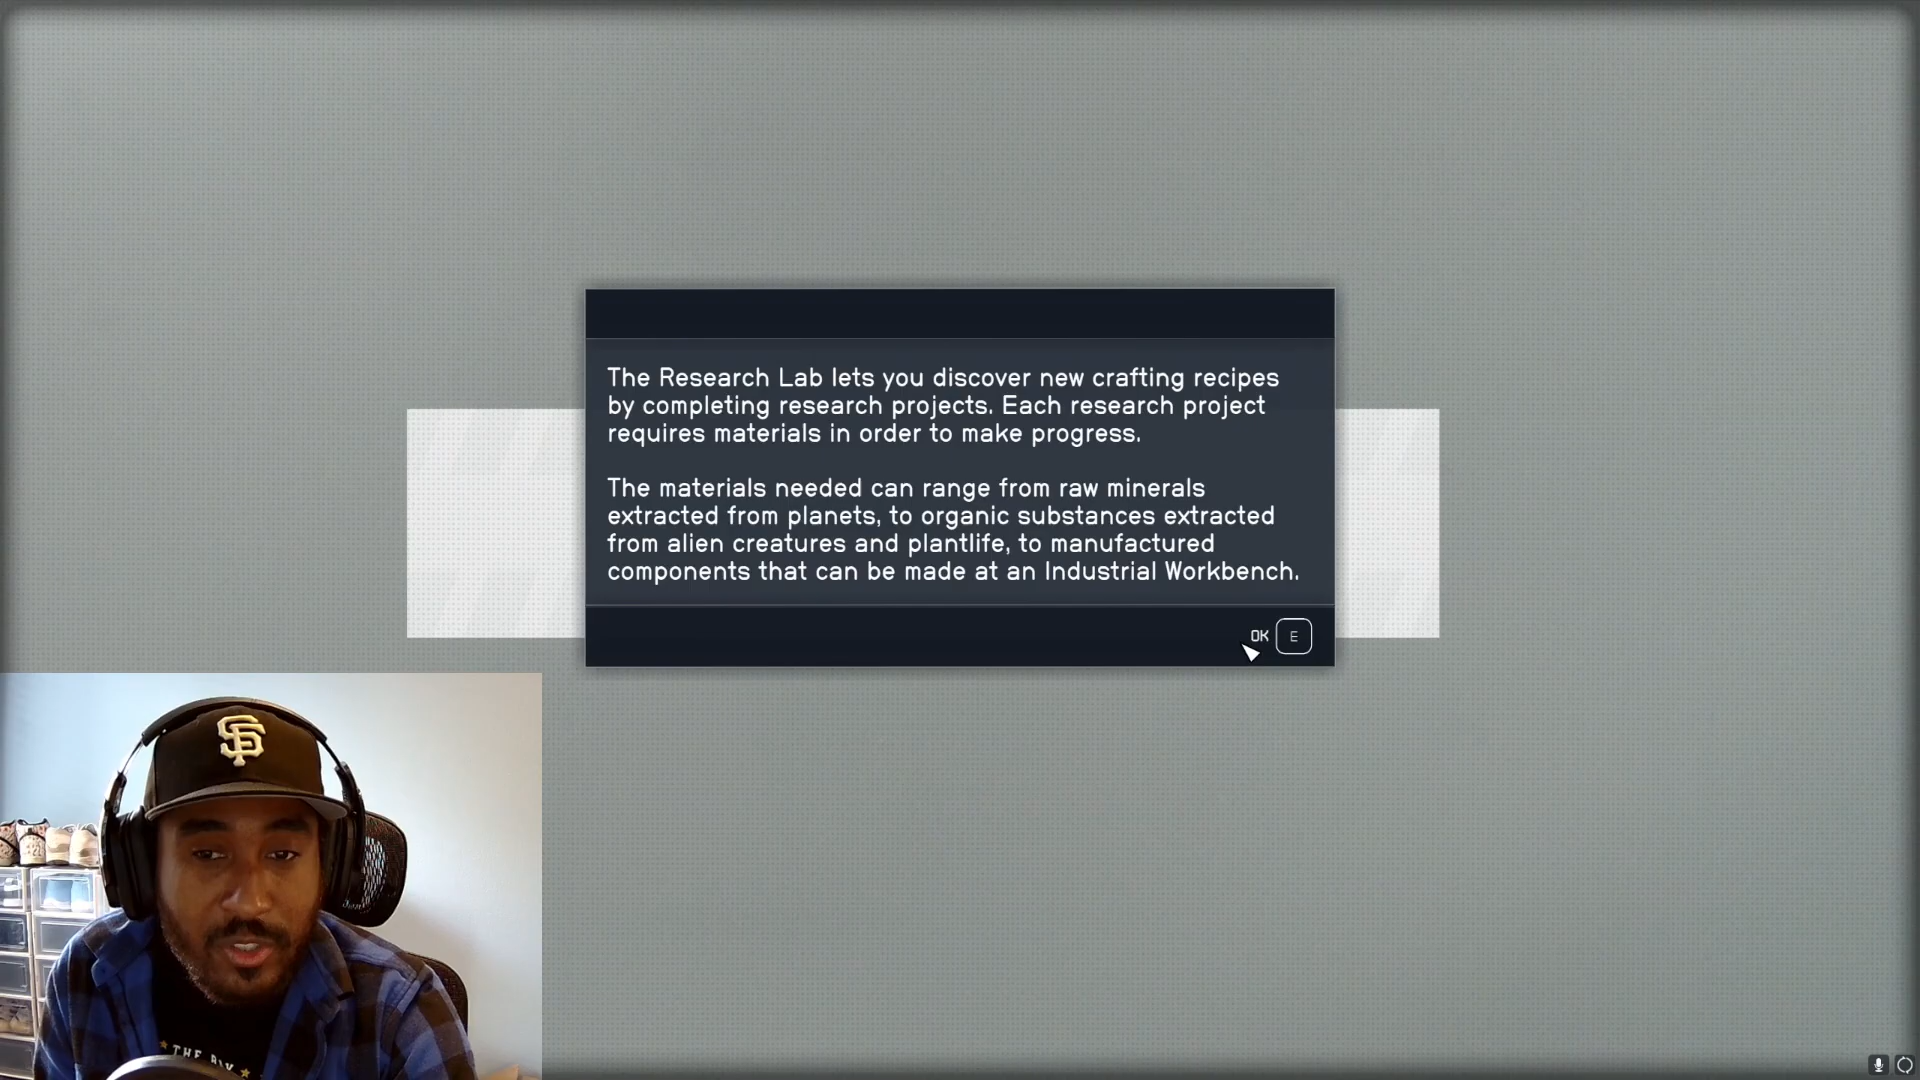 The Research Lab lets you discover new crafting recipes
by completing research projects. Each research project
requires materials in order to make progress.
The materials needed can range from raw minerals
extracted from planets, to organic substances extracted
from alien creatures and plantlife, to manufactured
components that can be made at an Industrial Workbench.
OK E
SF
THE